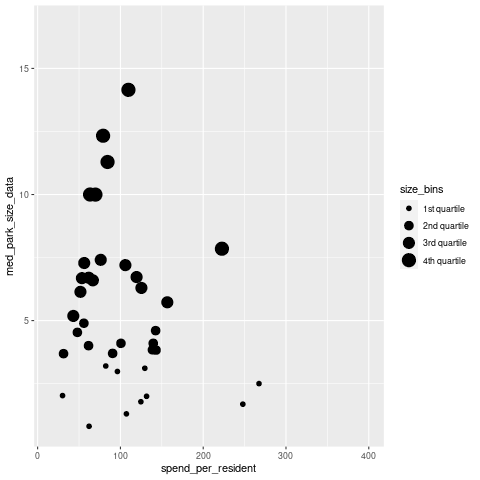 15
10
5
med_park_size_data
0
100
200
300
400
spend_per_resident
size_bins
1st quartile
2nd quartile
3rd quartile
4th quartile